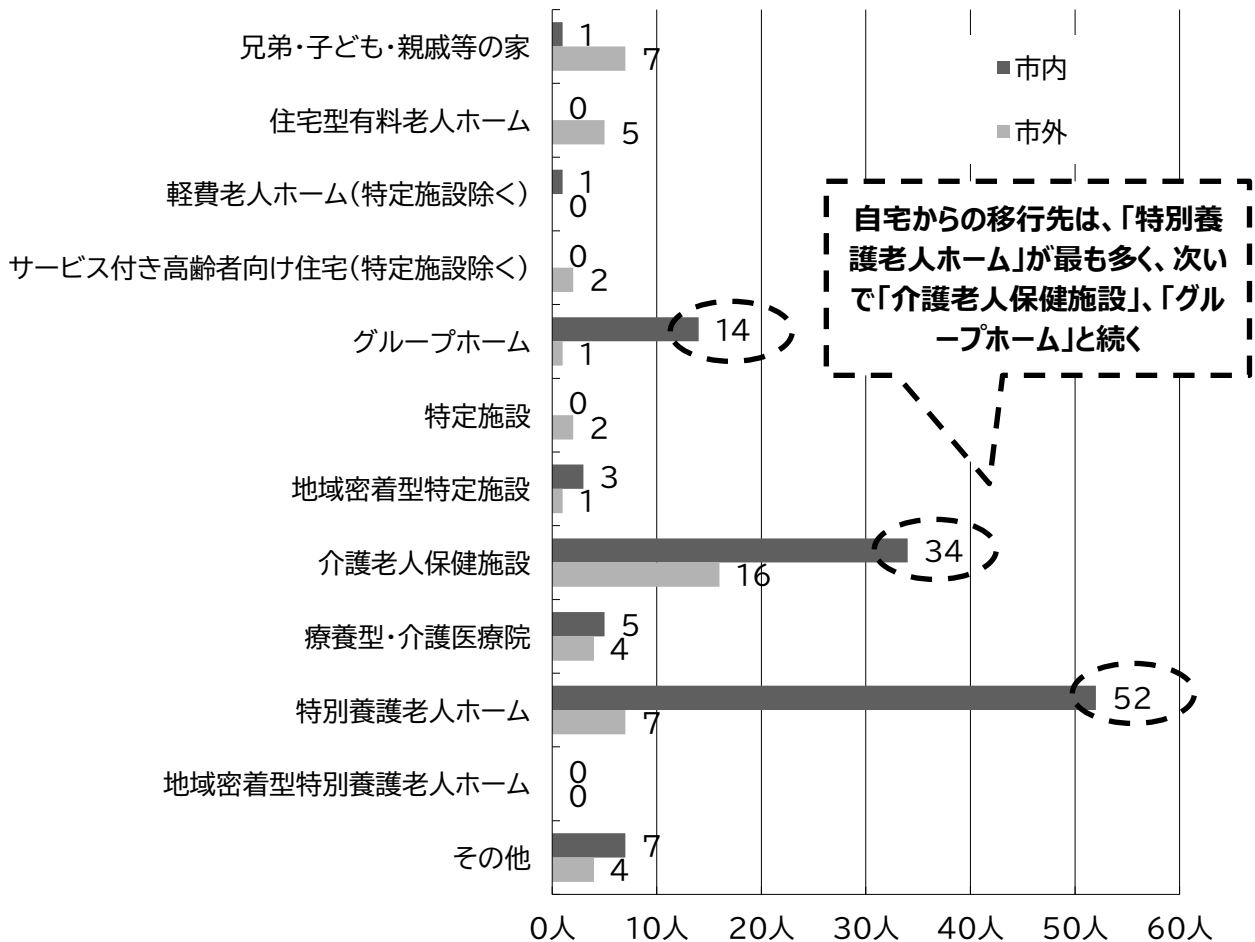 兄弟・子ども・親戚等の家
1
7
■市内
■市外
住宅型有料老人ホーム
0
5
軽費老人ホーム(特定施設除く)
1
0
サービス付き高齢者向け住宅(特定施設除く)
0
2
自宅からの移行先は、「特別養
護老人ホーム」が最も多く、次い
で「介護老人保健施設」、「グル
ープホーム」と続く
グループホーム
14
1
特定施設
0
2
地域密着型特定施設
3
1
介護老人保健施設
34
16
療養型・介護医療院
5
4
特別養護老人ホーム
52
7
地域密着型特別養護老人ホーム
0
0
その他
7
4
0人 10人 20人 30人 40人 50人 60人